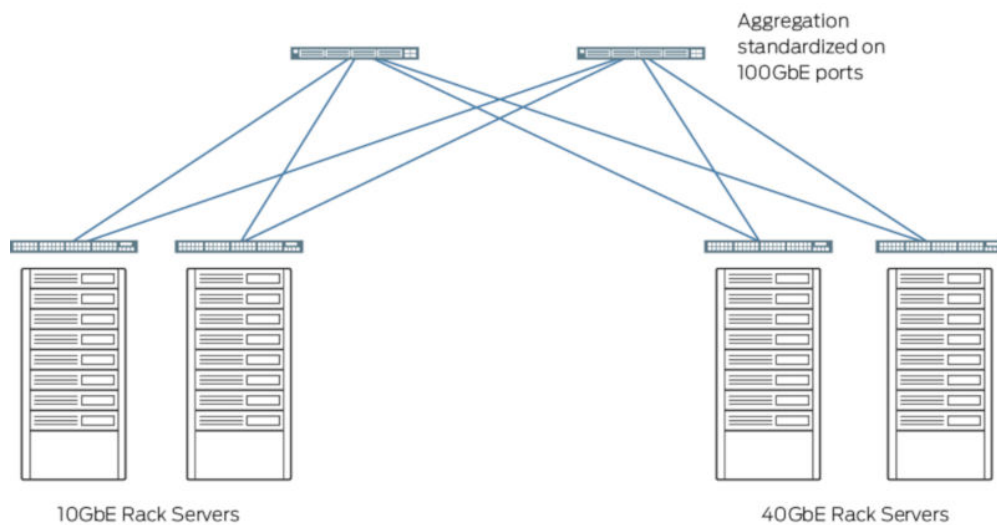 Aggregation
standardized on
100GbE ports
10GbE Rack Servers
40GbE Rack Servers